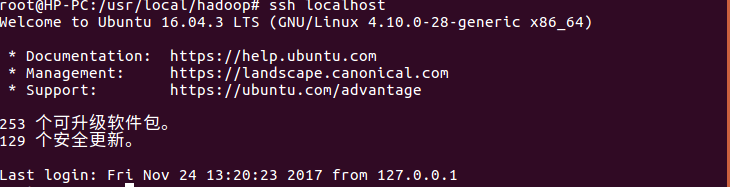 root@HP-PC:/usr/local/hadoop# ssh localhost
Welcome to Ubuntu 16.04.3 LTS (GNU/Linux 4.10.0-28-generic x86_64)
* Documentation: https://help.ubuntu.com
* Management: https://landscape.canonical.com
* Support: https://ubuntu.com/advantage
253 个可升级软件包。
129 个安全更新。
Last login: Fri Nov 24 13:20:23 2017 from 127.0.0.1